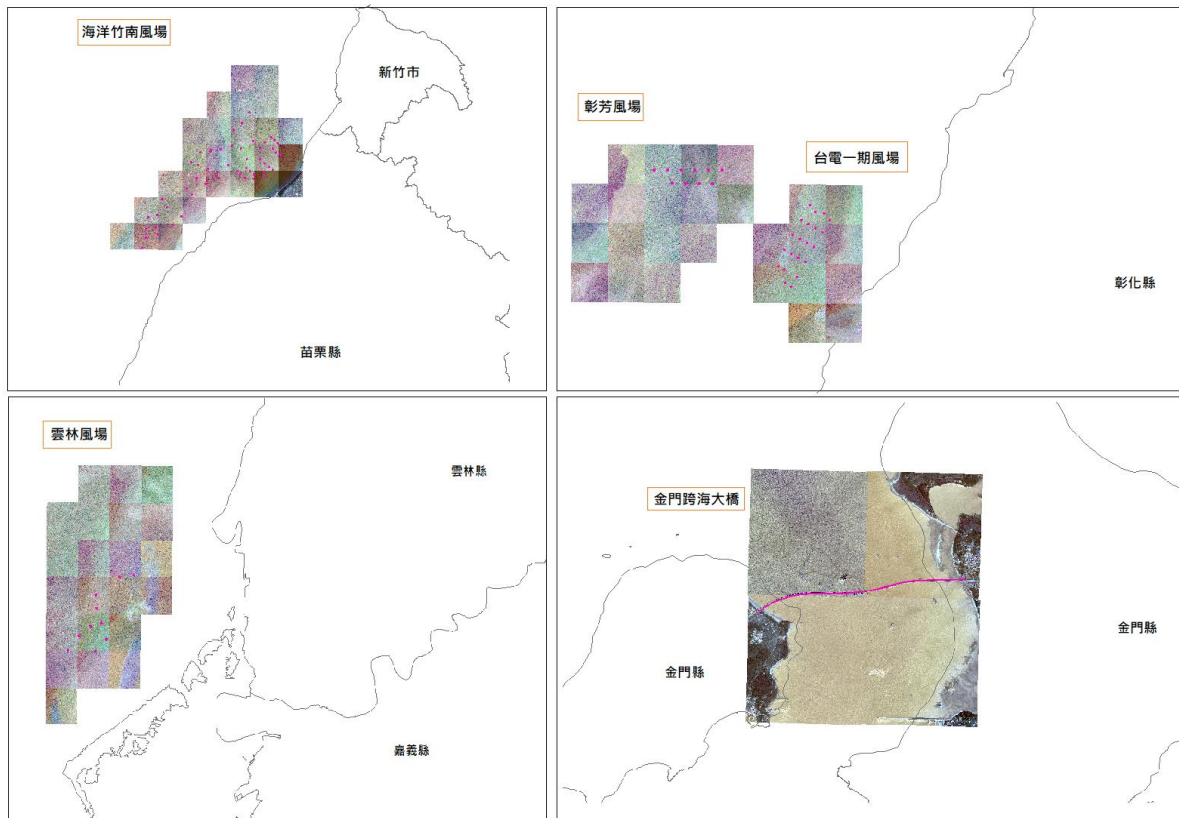 海洋竹南風場
新竹市
苗栗縣
彰芳風場
台電一期風場
彰化縣
雲林風場
雲林縣
嘉義縣
金門跨海大橋
金門縣
金門縣